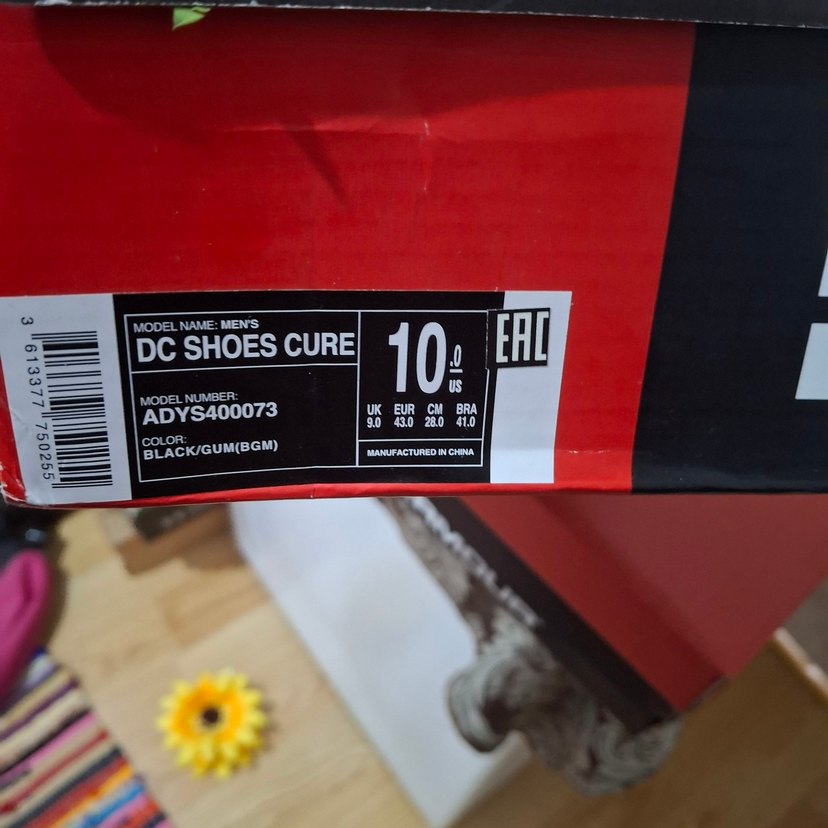 3 613377 750255
MODEL NAME: MEN'S
DC SHOES CURE
MODEL NUMBER:
ADYS400073
COLOR:
BLACK/GUM(BGM)
10.0
US
UK EUR CM BRA
9.0 43.0 28.0 41.0
MANUFACTURED IN CHINA
EAC